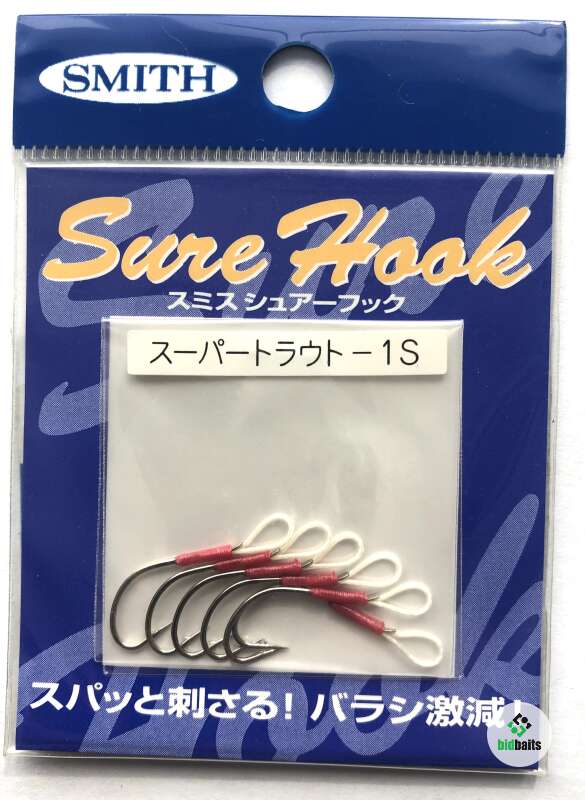 SMITH
Sure Hook
スミス シュアーフック
スーパートラウト－1S
スパッと刺さる！バラシ激減！
bidbaits